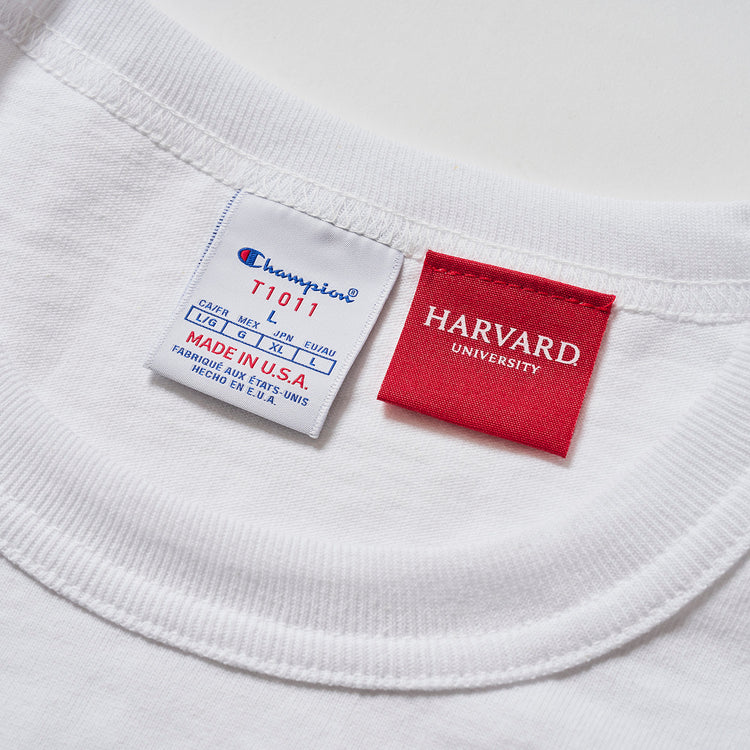 Champion®
T1011
L
CA/FR MEX JPN EU/AU
L/G G XL L
MADE IN U.S.A.
FABRIQUÉ AUX ÉTATS-UNIS
HECHO EN E.U.A.
HARVARD
UNIVERSITY